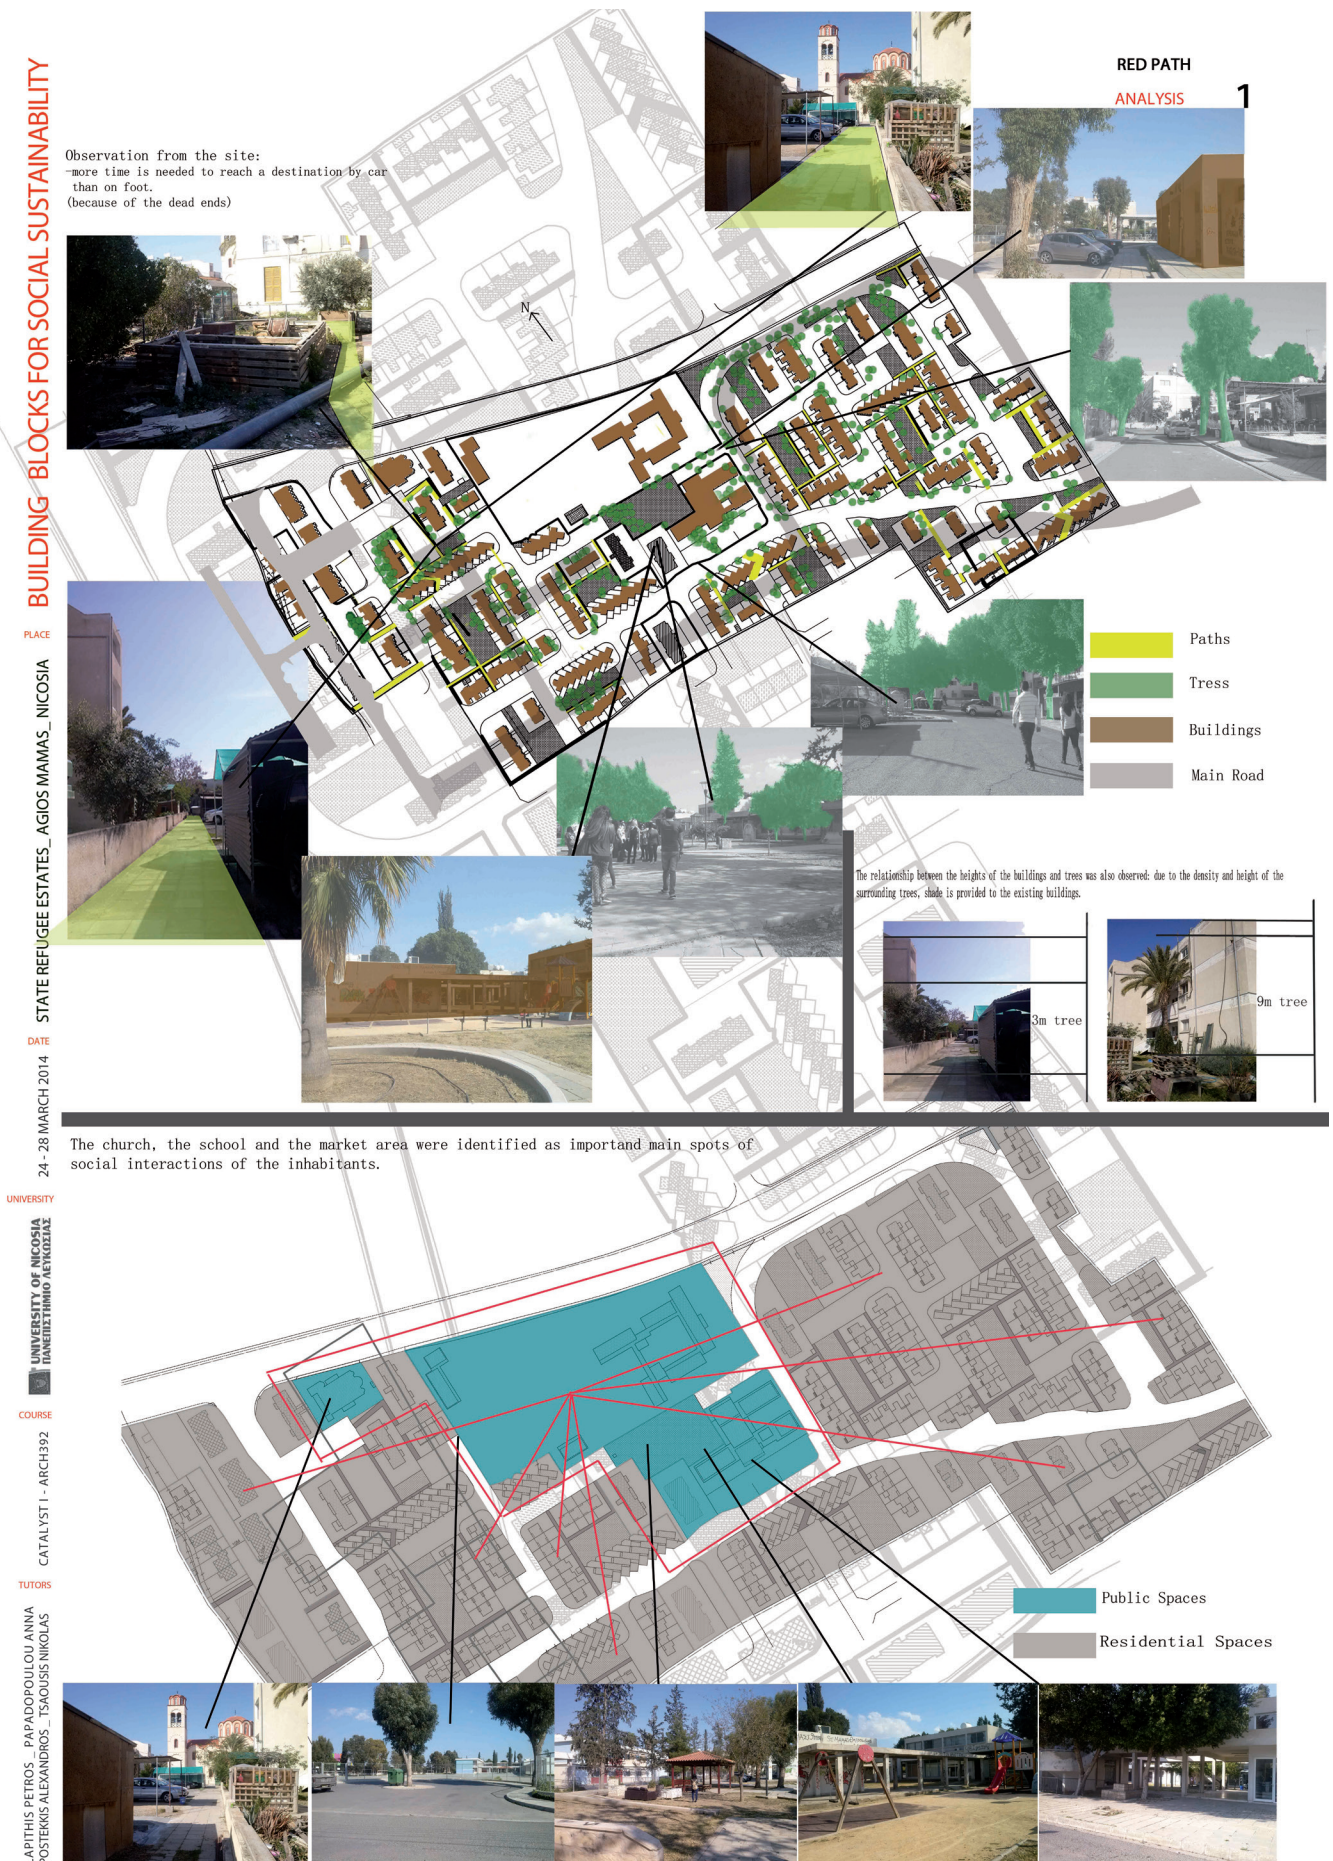 RED PATH
ANALYSIS 1
Observation from the site:
-more time is needed to reach a destination by car
than on foot.
(because of the dead ends)
N
Paths
Tress
Buildings
Main Road
The relationship between the heights of the buildings and trees was also observed: due to the density and height of the
surrounding trees, shade is provided to the existing buildings.
3m tree
9m tree
The church, the school and the market area were identified as importand main spots of
social interactions of the inhabitants.
Public Spaces
Residential Spaces
BUILDING BLOCKS FOR SOCIAL SUSTAINABILITY
PLACE
STATE REFUGEE ESTATES_ AGIOS MAMAS_ NICOSIA
DATE
24 - 28 MARCH 2014
UNIVERSITY
UNIVERSITY OF NICOSIA
ΠΑΝΕΠΙΣΤΗΜΙΟ ΛΕΥΚΩΣΙΑΣ
COURSE
CATALYST I - ARCH392
TUTORS
LAPITHIS PETROS_ PAPADOPOULOU ANNA
POSTEKKIS ALEXANDROS_ TSAOUSIS NIKOLAS